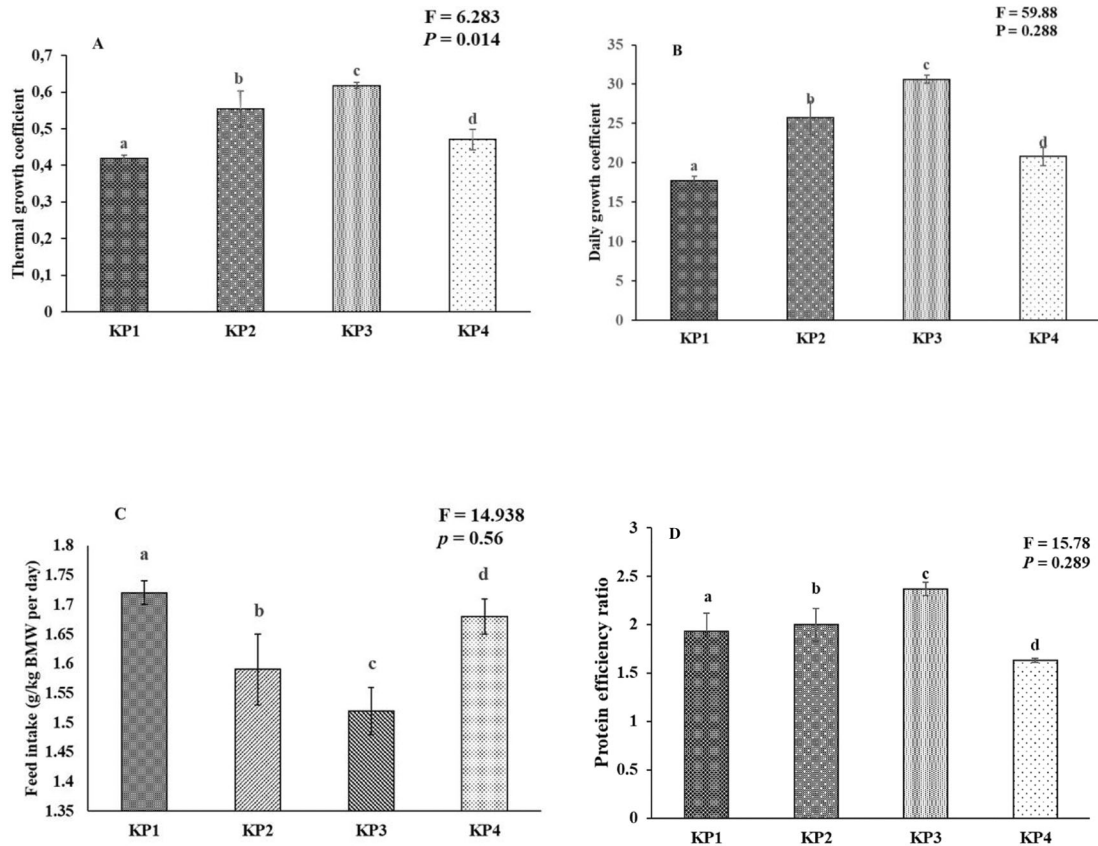 A
F = 6.283
P = 0.014
Thermal growth coefficient
0,7
0,6
0,5
0,4
0,3
0,2
0,1
0
a
b
c
d
KP1 KP2 KP3 KP4
B
F = 59.88
P = 0.288
Daily growth coefficient
35
30
25
20
15
10
5
0
a
b
c
d
KP1 KP2 KP3 KP4
C
F = 14.938
p = 0.56
Feed intake (g/kg BMW per day)
1.8
1.75
1.7
1.65
1.6
1.55
1.5
1.45
1.4
1.35
a
b
c
d
KP1 KP2 KP3 KP4
D
F = 15.78
P = 0.289
Protein efficiency ratio
3
2.5
2
1.5
1
0.5
0
a
b
c
d
KP1 KP2 KP3 KP4